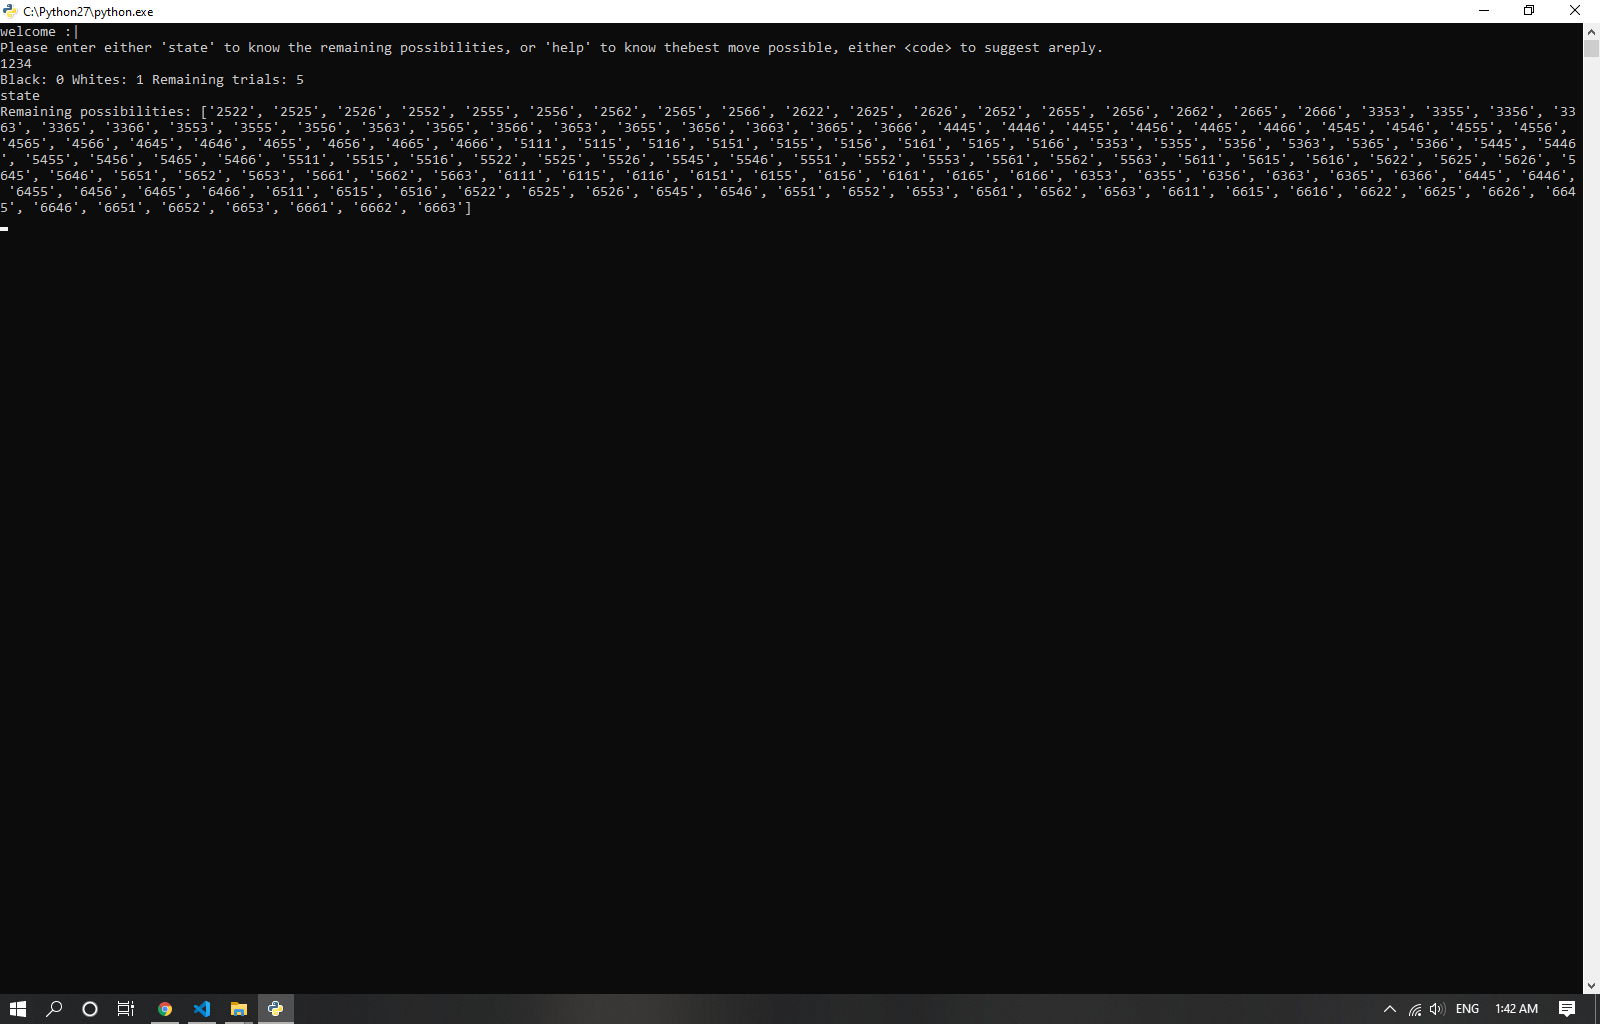 C:\Python27\python.exe
welcome :|
Please enter either 'state' to know the remaining possibilities, or 'help' to know thebest move possible, either <code> to suggest areply.
1234
Black: 0 Whites: 1 Remaining trials: 5
state
Remaining possibilities: ['2522', '2525', '2526', '2552', '2555', '2556', '2562', '2565', '2566', '2622', '2625', '2626', '2652', '2655', '2656', '2662', '2665', '2666', '3353', '3355', '3356', '33
63', '3365', '3366', '3553', '3555', '3556', '3563', '3565', '3566', '3653', '3655', '3656', '3663', '3665', '3666', '4445', '4446', '4455', '4456', '4465', '4466', '4545', '4546', '4555', '4556',
'4565', '4566', '4645', '4646', '4655', '4656', '4665', '4666', '5111', '5115', '5116', '5151', '5155', '5156', '5161', '5165', '5166', '5353', '5355', '5356', '5363', '5365', '5366', '5445', '5446
', '5455', '5456', '5465', '5466', '5511', '5515', '5516', '5522', '5525', '5526', '5545', '5546', '5551', '5552', '5553', '5561', '5562', '5563', '5611', '5615', '5616', '5622', '5625', '5626', '5
645', '5646', '5651', '5652', '5653', '5661', '5662', '5663', '6111', '6115', '6116', '6151', '6155', '6156', '6161', '6165', '6166', '6353', '6355', '6356', '6363', '6365', '6366', '6445', '6446',
'6455', '6456', '6465', '6466', '6511', '6515', '6516', '6522', '6525', '6526', '6545', '6546', '6551', '6552', '6553', '6561', '6562', '6563', '6611', '6615', '6616', '6622', '6625', '6626', '664
5', '6646', '6651', '6652', '6653', '6661', '6662', '6663']
ENG
1:42 AM